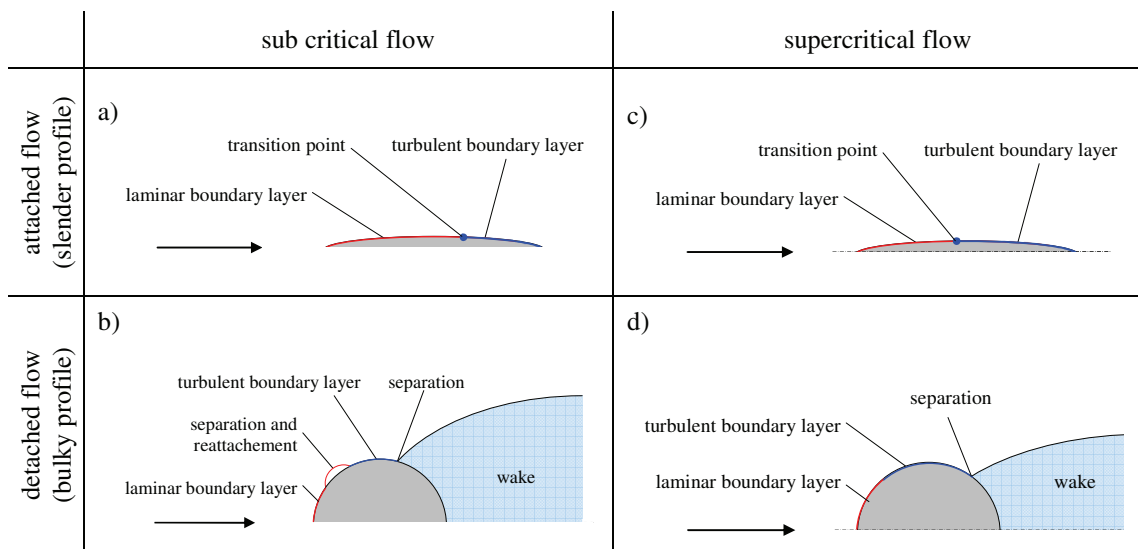 sub critical flow
supercritical flow
attached flow
(slender profile)
a)
transition point
turbulent boundary layer
laminar boundary layer
c)
transition point
turbulent boundary layer
laminar boundary layer
detached flow
(bulky profile)
b)
turbulent boundary layer
separation
separation and
reattachement
laminar boundary layer
wake
d)
separation
turbulent boundary layer
laminar boundary layer
wake